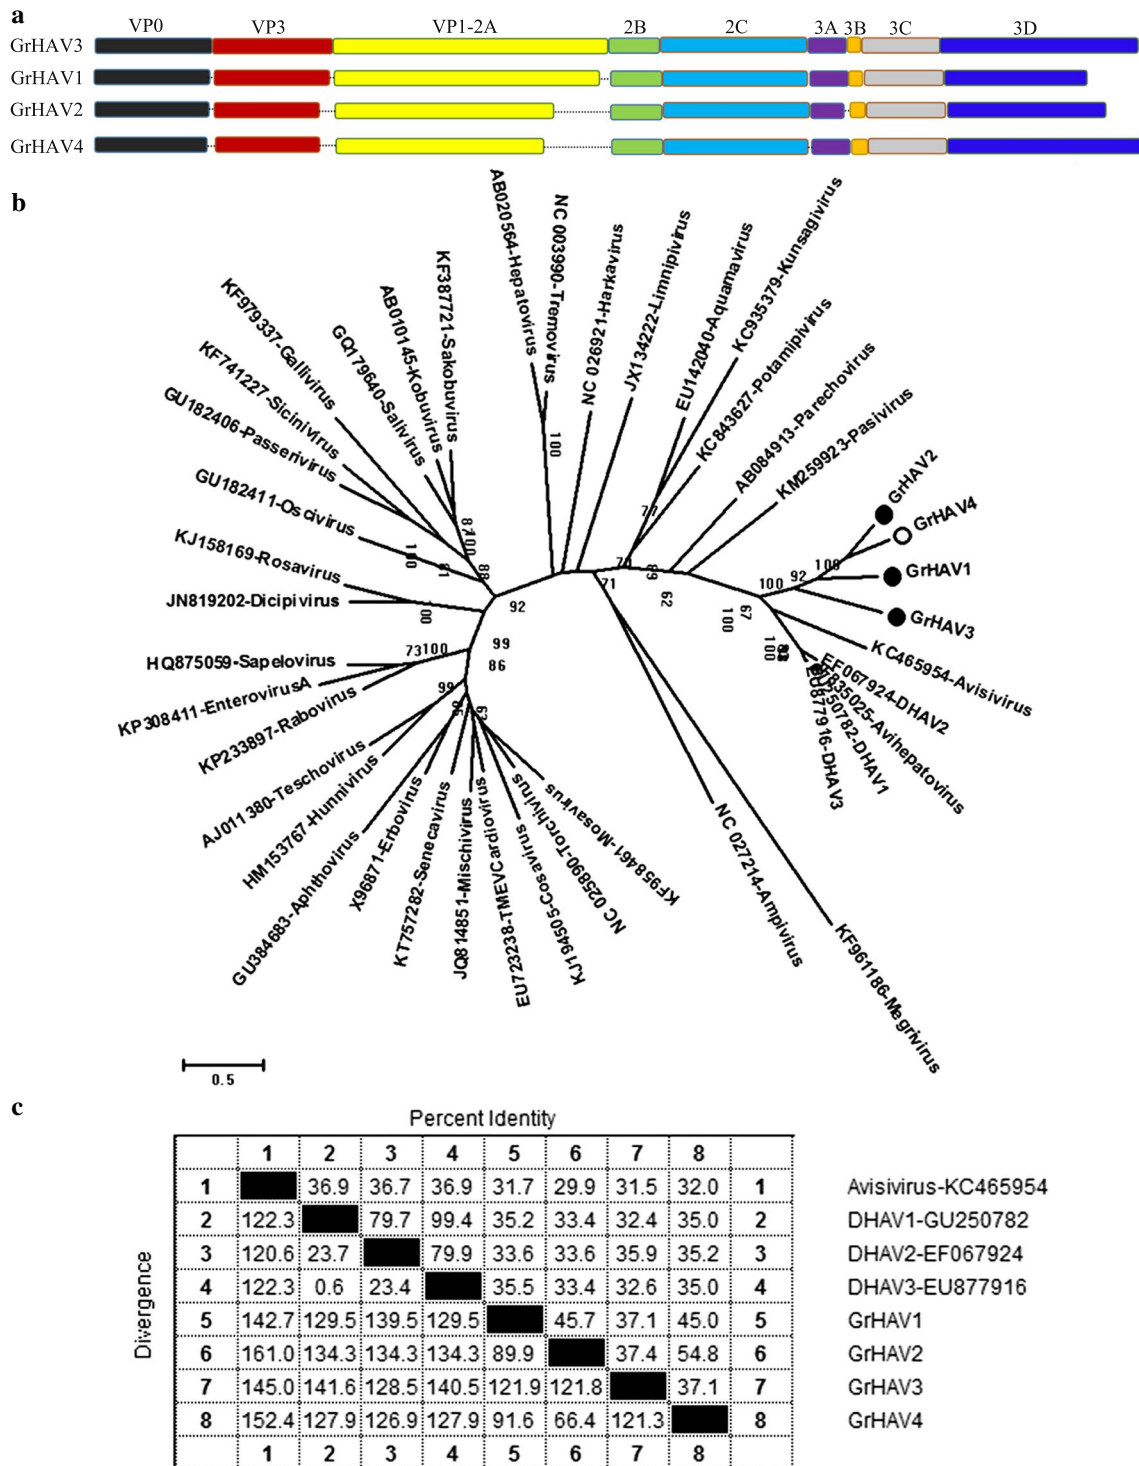 a
VP0 VP3 VP1-2A 2B 2C 3A 3B 3C 3D
GrHAV3
GrHAV1
GrHAV2
GrHAV4
b
KF979337-Gallivirus
KF741227-Sicinivirus
GU182406-Passerivirus
GU182411-Oscivirus
KJ158169-Rosavirus
JN819202-Dicipivirus
HQ875059-Sapelovirus
KP308411-EnterovirusA
KP233897-Rabovirus
AJ011380-Teschovirus
HM153767-Hunnivirus
GU384683-Aphthovirus
X96871-Erbovirus
KT757282-Senecavirus
JQ814851-Mischivirus
EU723238-TMEV/Cardiovirus
KJ194505-Cosavirus
NC 025890-Torchivirus
KF958461-Mosavirus
GQ179640-Salivirus
AB010145-Kobuvirus
KF387721-Sakobuvirus
AB020564-Hepatovirus
NC 003990-Tremovirus
NC 026921-Harkavirus
JX134222-Limnipivirus
EU142040-Aquamavirus
KC935379-Kunsagivirus
KC843627-Potamipivirus
AB084913-Parechovirus
KM259923-Pasivirus
GrHAV2
GrHAV4
GrHAV1
GrHAV3
KC465954-Avisivirus
EF067924-DHAV2
GU250782-DHAV1
EU877916-DHAV3
NC 027214-Ampivirus
KF961186-Megrivirus
100
77
89
62
71
67
100
100
92
100
100
92
99
86
73 100
99
63
100
81
88
100
87
100
0.5
c
Percent Identity
1 2 3 4 5 6 7 8
1 36.9 36.7 36.9 31.7 29.9 31.5 32.0 1 Avisivirus-KC465954
2 122.3 79.7 99.4 35.2 33.4 32.4 35.0 2 DHAV1-GU250782
3 120.6 23.7 79.9 33.6 33.6 35.9 35.2 3 DHAV2-EF067924
4 122.3 0.6 23.4 35.5 33.4 32.6 35.0 4 DHAV3-EU877916
5 142.7 129.5 139.5 129.5 45.7 37.1 45.0 5 GrHAV1
6 161.0 134.3 134.3 134.3 89.9 37.4 54.8 6 GrHAV2
7 145.0 141.6 128.5 140.5 121.9 121.8 37.1 7 GrHAV3
8 152.4 127.9 126.9 127.9 91.6 66.4 121.3 8 GrHAV4
1 2 3 4 5 6 7 8
Divergence